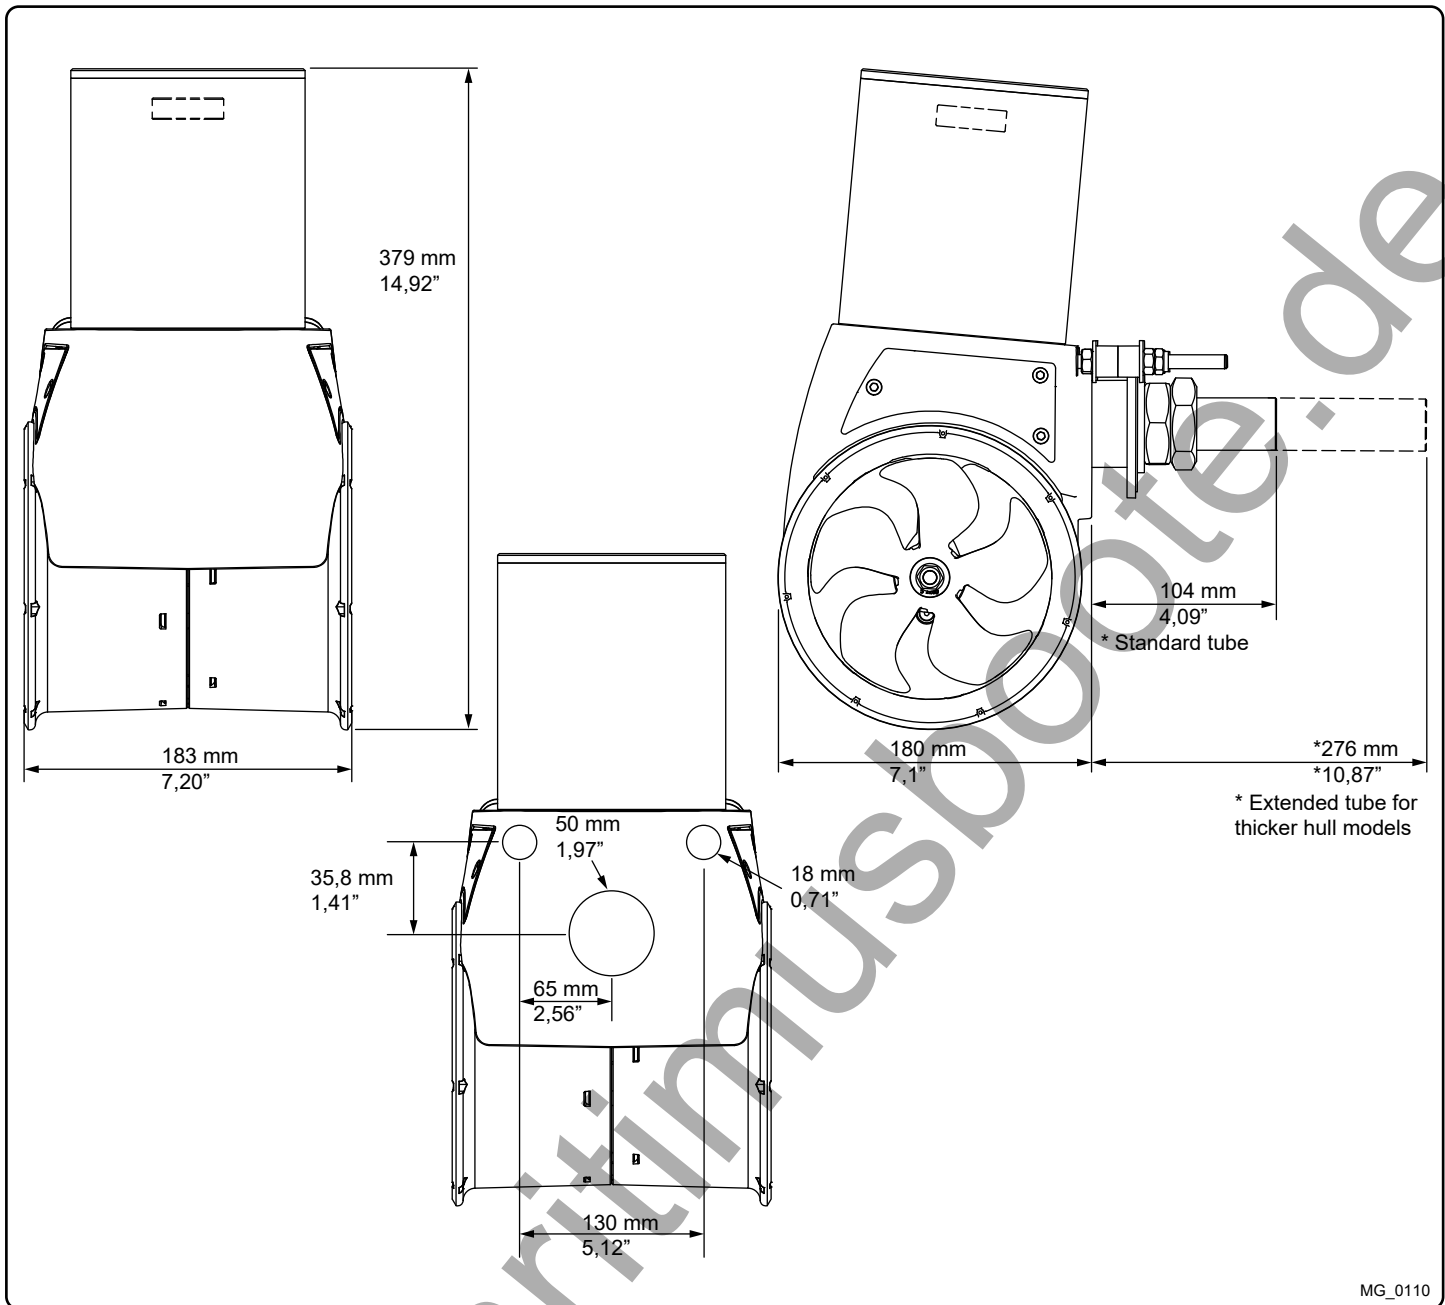 379 mm
14,92”
183 mm
7,20”
104 mm
4,09”
* Standard tube
180 mm
7,1”
*276 mm
*10,87”
* Extended tube for
thicker hull models
50 mm
1,97”
35,8 mm
1,41”
18 mm
0,71”
65 mm
2,56”
130 mm
5,12”
MG_0110
eritimusboote.de